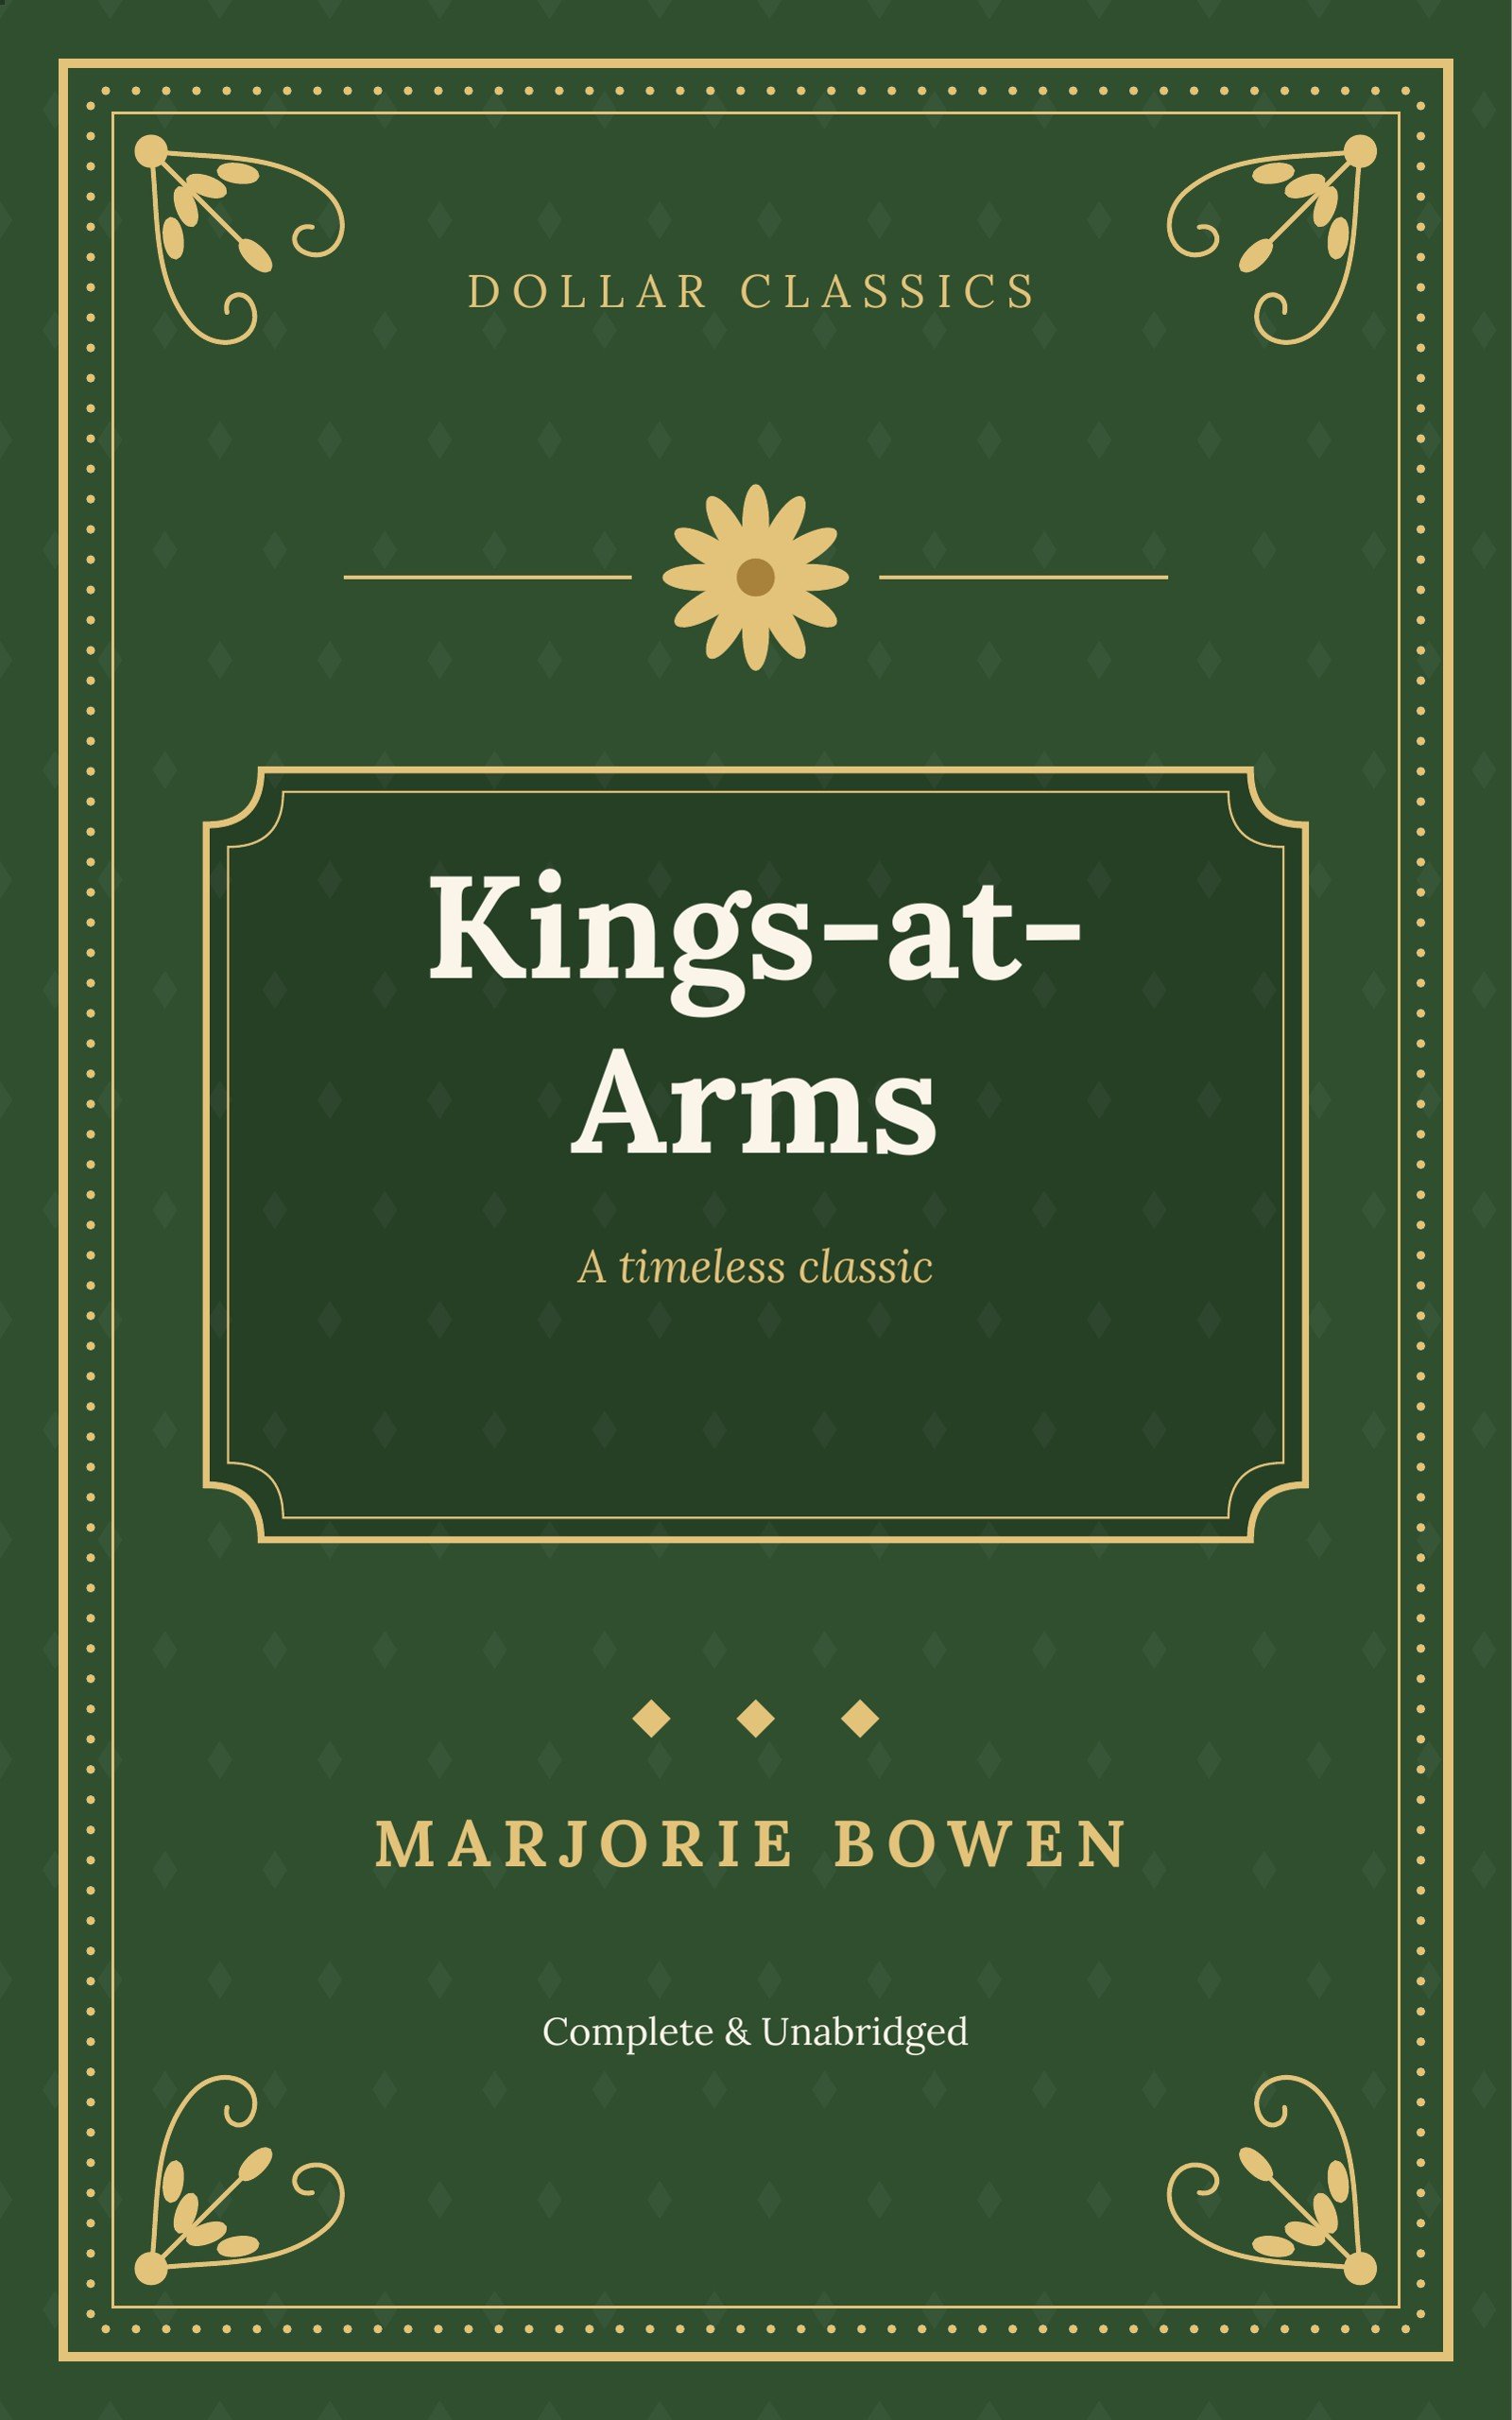 DOLLAR CLASSICS
Kings-at-
Arms
A timeless classic
MARJORIE BOWEN
Complete & Unabridged